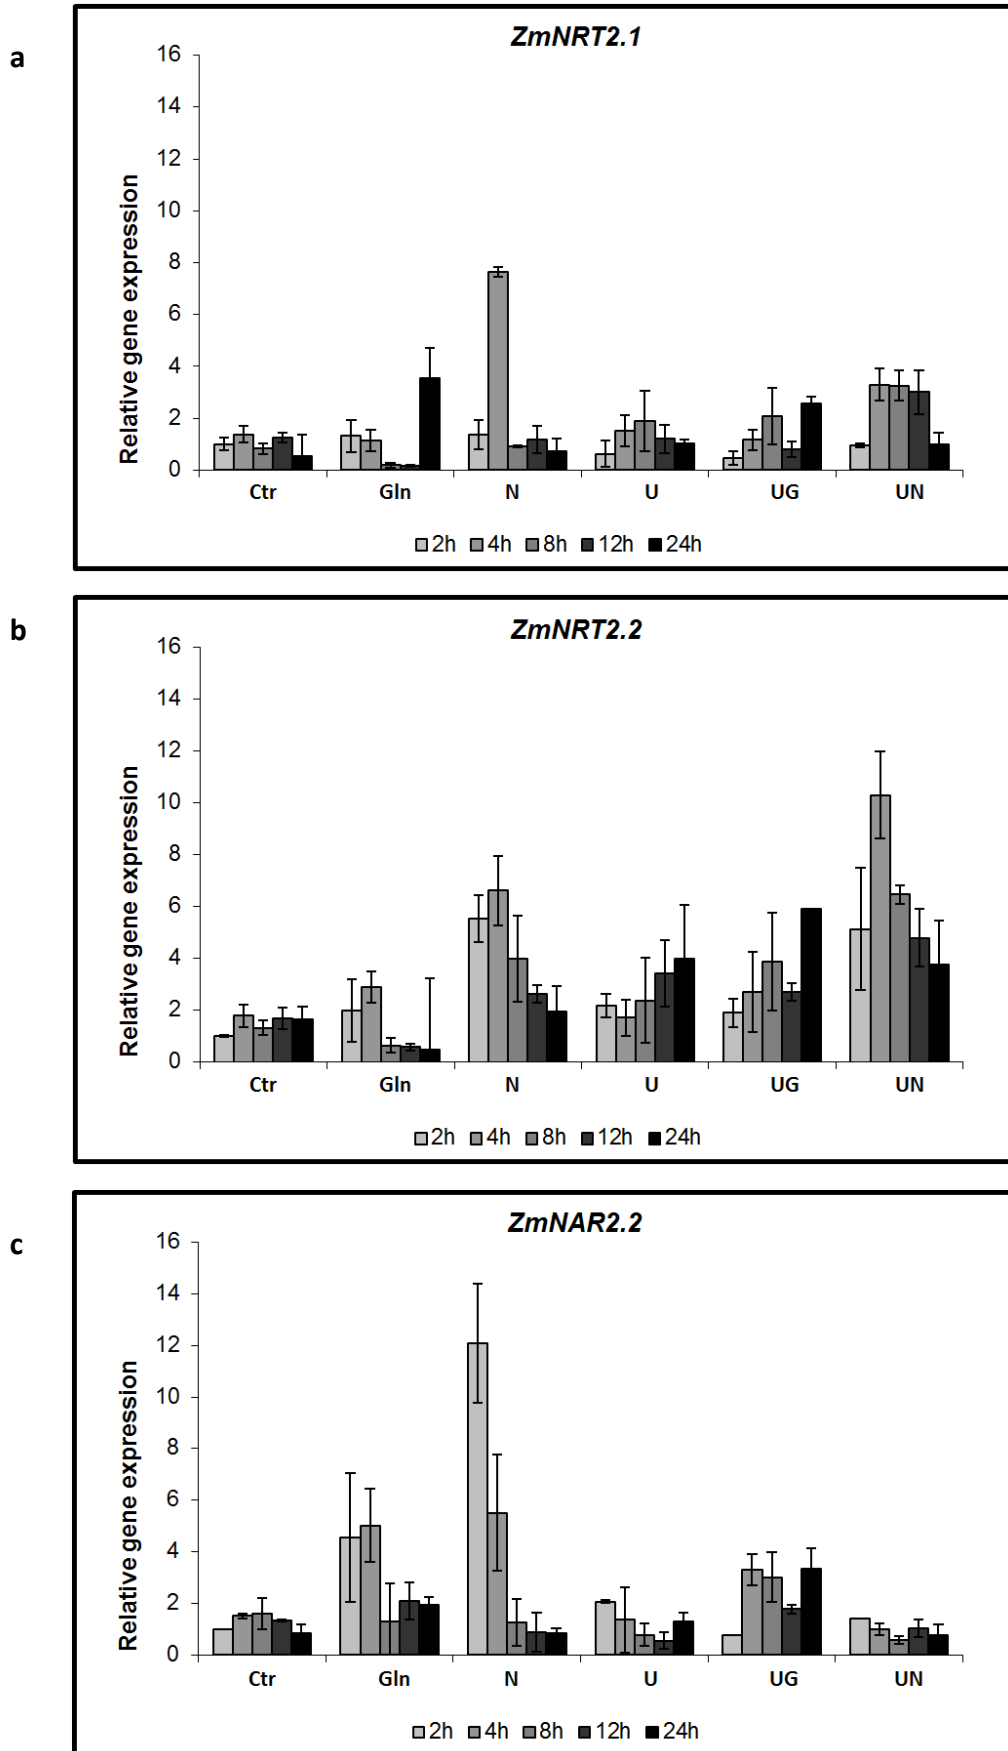 a
ZmNRT2.1
Relative gene expression
16
14
12
10
8
6
4
2
0
Ctr Gln N U UG UN
2h 4h 8h 12h 24h
b
ZmNRT2.2
Relative gene expression
16
14
12
10
8
6
4
2
0
Ctr Gln N U UG UN
2h 4h 8h 12h 24h
c
ZmNAR2.2
Relative gene expression
16
14
12
10
8
6
4
2
0
Ctr Gln N U UG UN
2h 4h 8h 12h 24h